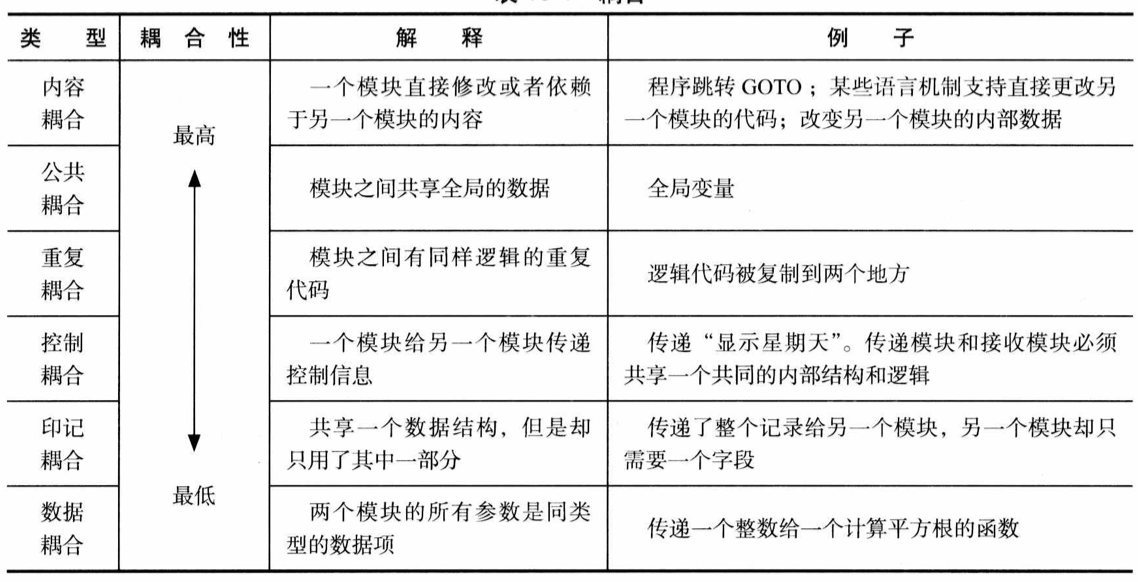 类 型 耦 合 性 解 释 例 子
内容
耦合
最高
一个模块直接修改或者依赖
于另一个模块的内容
程序跳转 GOTO ；某些语言机制支持直接更改另
一个模块的代码；改变另一个模块的内部数据
公共
耦合
模块之间共享全局的数据
全局变量
重复
耦合
模块之间有同样逻辑的重复
代码
逻辑代码被复制到两个地方
控制
耦合
一个模块给另一个模块传递
控制信息
传递“显示星期天”。传递模块和接收模块必须
共享一个共同的内部结构和逻辑
印记
耦合
共享一个数据结构，但是却
只用了其中一部分
传递了整个记录给另一个模块，另一个模块却只
需要一个字段
数据
耦合
最低
两个模块的所有参数是同类
型的数据项
传递一个整数给一个计算平方根的函数